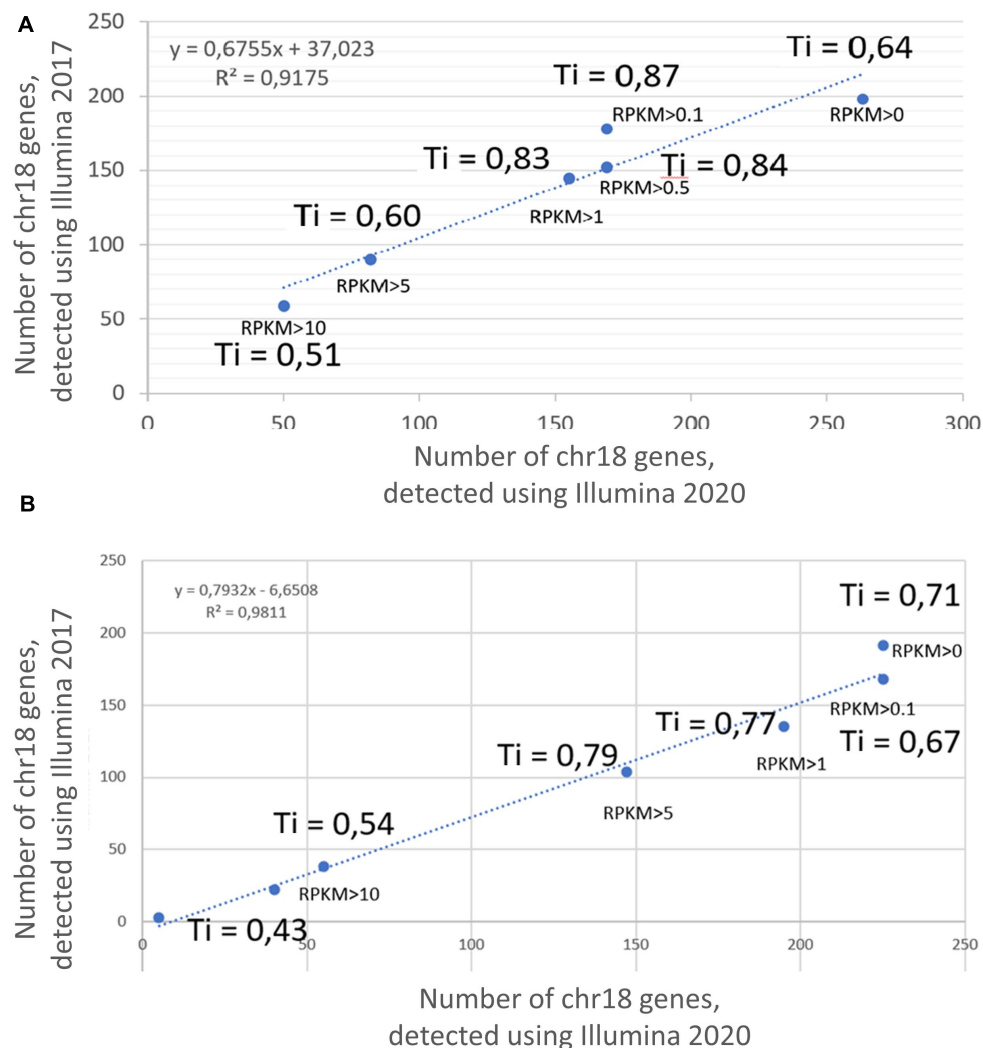 A
y = 0,6755x + 37,023
R² = 0,9175
Ti = 0,87
Ti = 0,64
RPKM>0.1
RPKM>0
Ti = 0,83
Ti = 0,84
RPKM>0.5
RPKM>1
Ti = 0,60
RPKM>5
RPKM>10
Ti = 0,51
250
200
150
100
50
0
0 50 100 150 200 250 300
Number of chr18 genes,
detected using Illumina 2017
Number of chr18 genes,
detected using Illumina 2020
B
y = 0,7932x - 6,6508
R² = 0,9811
Ti = 0,71
RPKM>0
RPKM>0.1
Ti = 0,67
Ti = 0,77
RPKM>1
Ti = 0,79
RPKM>5
Ti = 0,54
RPKM>10
Ti = 0,43
250
200
150
100
50
0
0 50 100 150 200 250
Number of chr18 genes,
detected using Illumina 2017
Number of chr18 genes,
detected using Illumina 2020